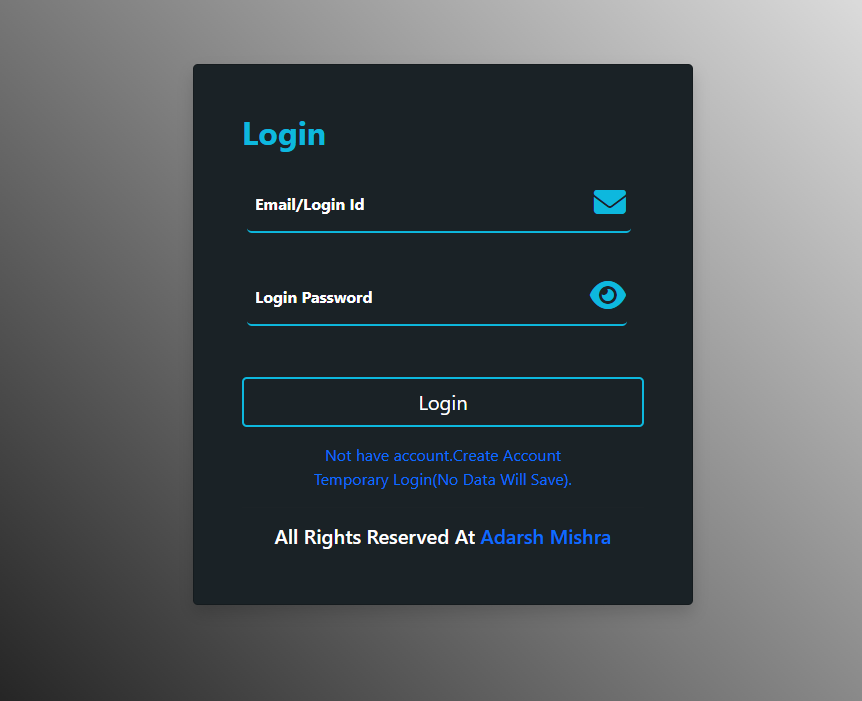 Login
Email/Login Id
Login Password
Login
Not have account.Create Account
Temporary Login(No Data Will Save).
All Rights Reserved At Adarsh Mishra